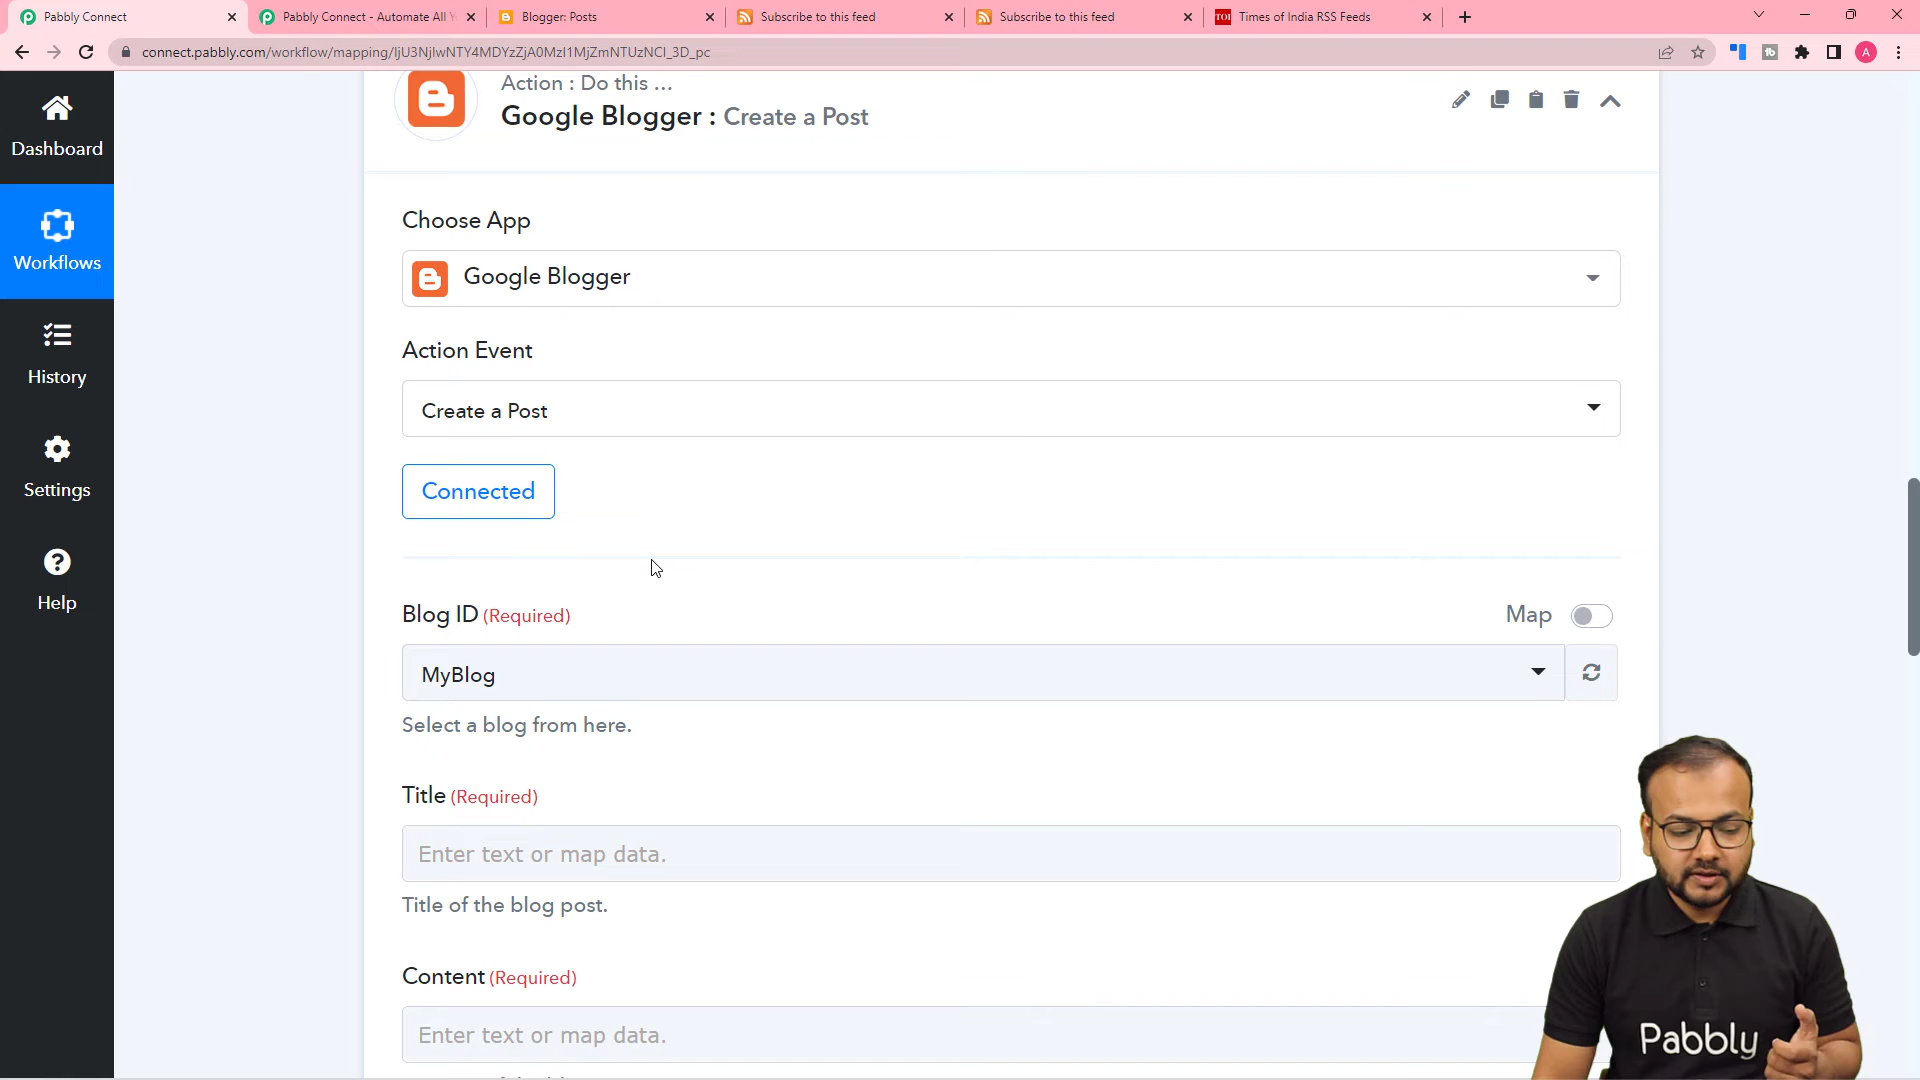 Pabbly Connect
Pabbly Connect - Automate All Y
Blogger: Posts
Subscribe to this feed
Subscribe to this feed
TOI
Times of India RSS Feeds
connect.pabbly.com/workflow/mapping/IjU3NjIwNTY4MDYzZjA0MzI1MjZmNTUzNCI_3D_pc
A
Action : Do this ...
Google Blogger : Create a Post
Dashboard
Workflows
History
Settings
Help
Choose App
Google Blogger
Action Event
Create a Post
Connected
Blog ID (Required)
Map
MyBlog
Select a blog from here.
Title (Required)
Enter text or map data.
Title of the blog post.
Content (Required)
Enter text or map data.
Pabbly